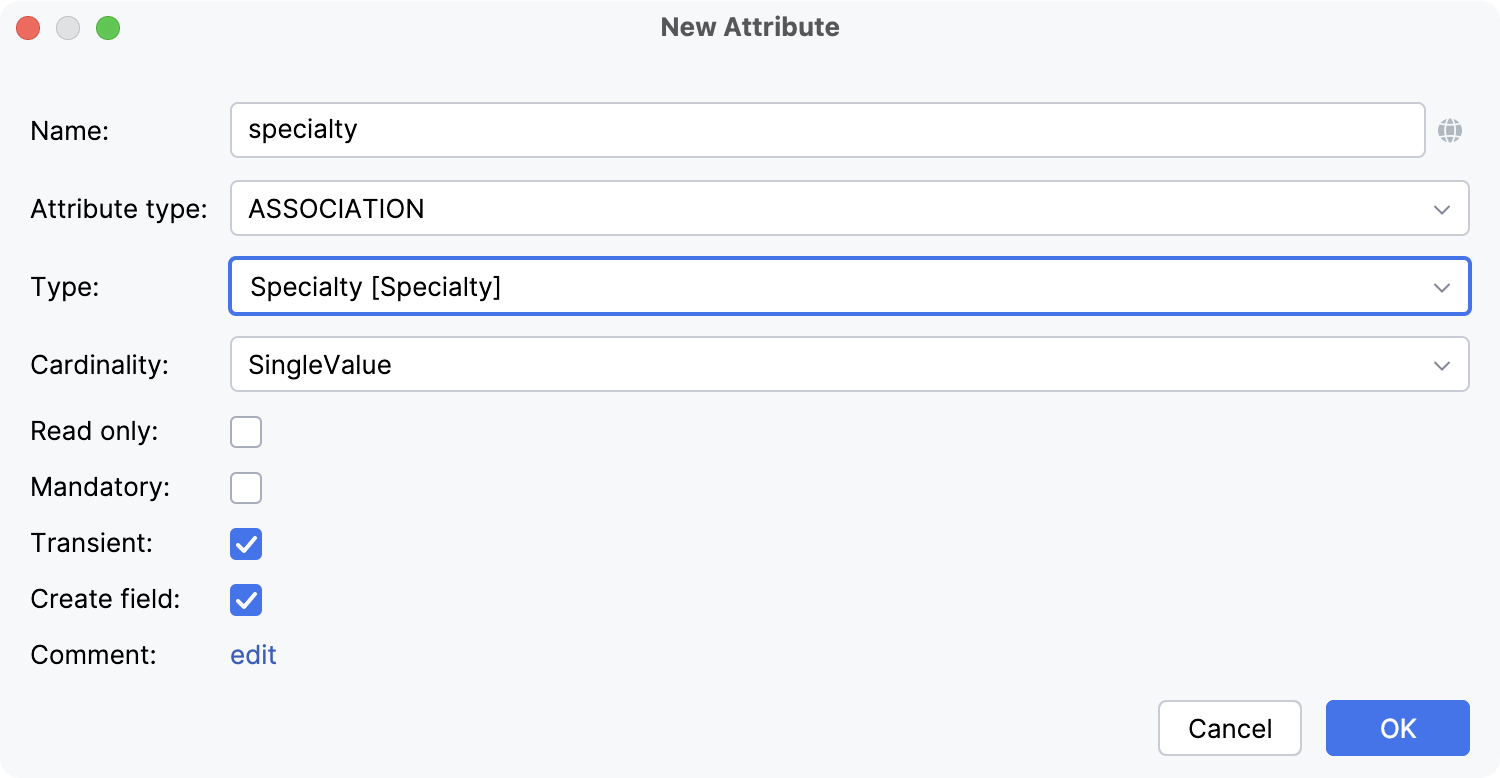 New Attribute
Name: specialty
Attribute type: ASSOCIATION
Type: Specialty [Specialty]
Cardinality: SingleValue
Read only:
Mandatory:
Transient:
Create field:
Comment: edit
Cancel OK